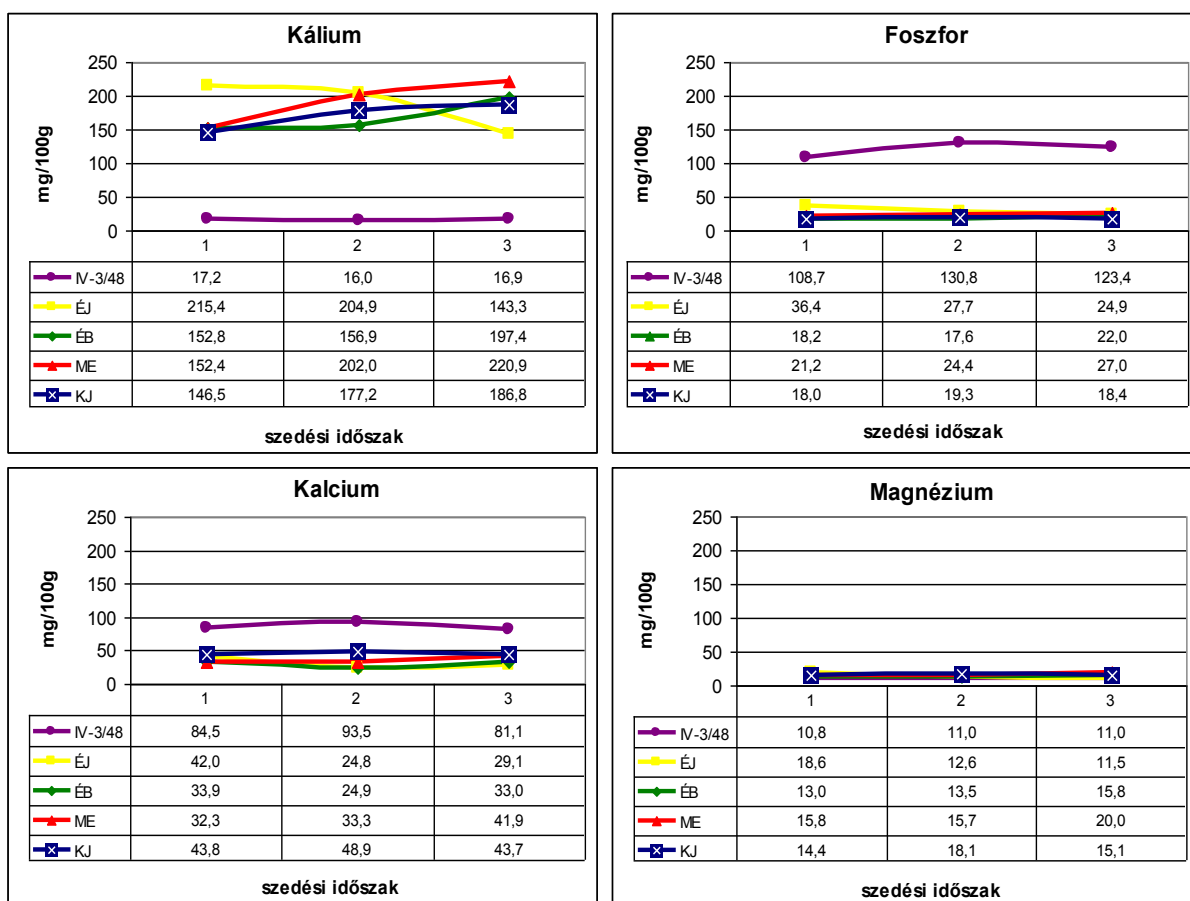 Kálium
250
200
150
100
50
0
mg/100g
1 2 3
IV-3/48 17,2 16,0 16,9
ÉJ 215,4 204,9 143,3
ÉB 152,8 156,9 197,4
ME 152,4 202,0 220,9
KJ 146,5 177,2 186,8
szedési időszak
Foszfor
250
200
150
100
50
0
mg/100g
1 2 3
IV-3/48 108,7 130,8 123,4
ÉJ 36,4 27,7 24,9
ÉB 18,2 17,6 22,0
ME 21,2 24,4 27,0
KJ 18,0 19,3 18,4
szedési időszak
Kalcium
250
200
150
100
50
0
mg/100g
1 2 3
IV-3/48 84,5 93,5 81,1
ÉJ 42,0 24,8 29,1
ÉB 33,9 24,9 33,0
ME 32,3 33,3 41,9
KJ 43,8 48,9 43,7
szedési időszak
Magnézium
250
200
150
100
50
0
mg/100g
1 2 3
IV-3/48 10,8 11,0 11,0
ÉJ 18,6 12,6 11,5
ÉB 13,0 13,5 15,8
ME 15,8 15,7 20,0
KJ 14,4 18,1 15,1
szedési időszak